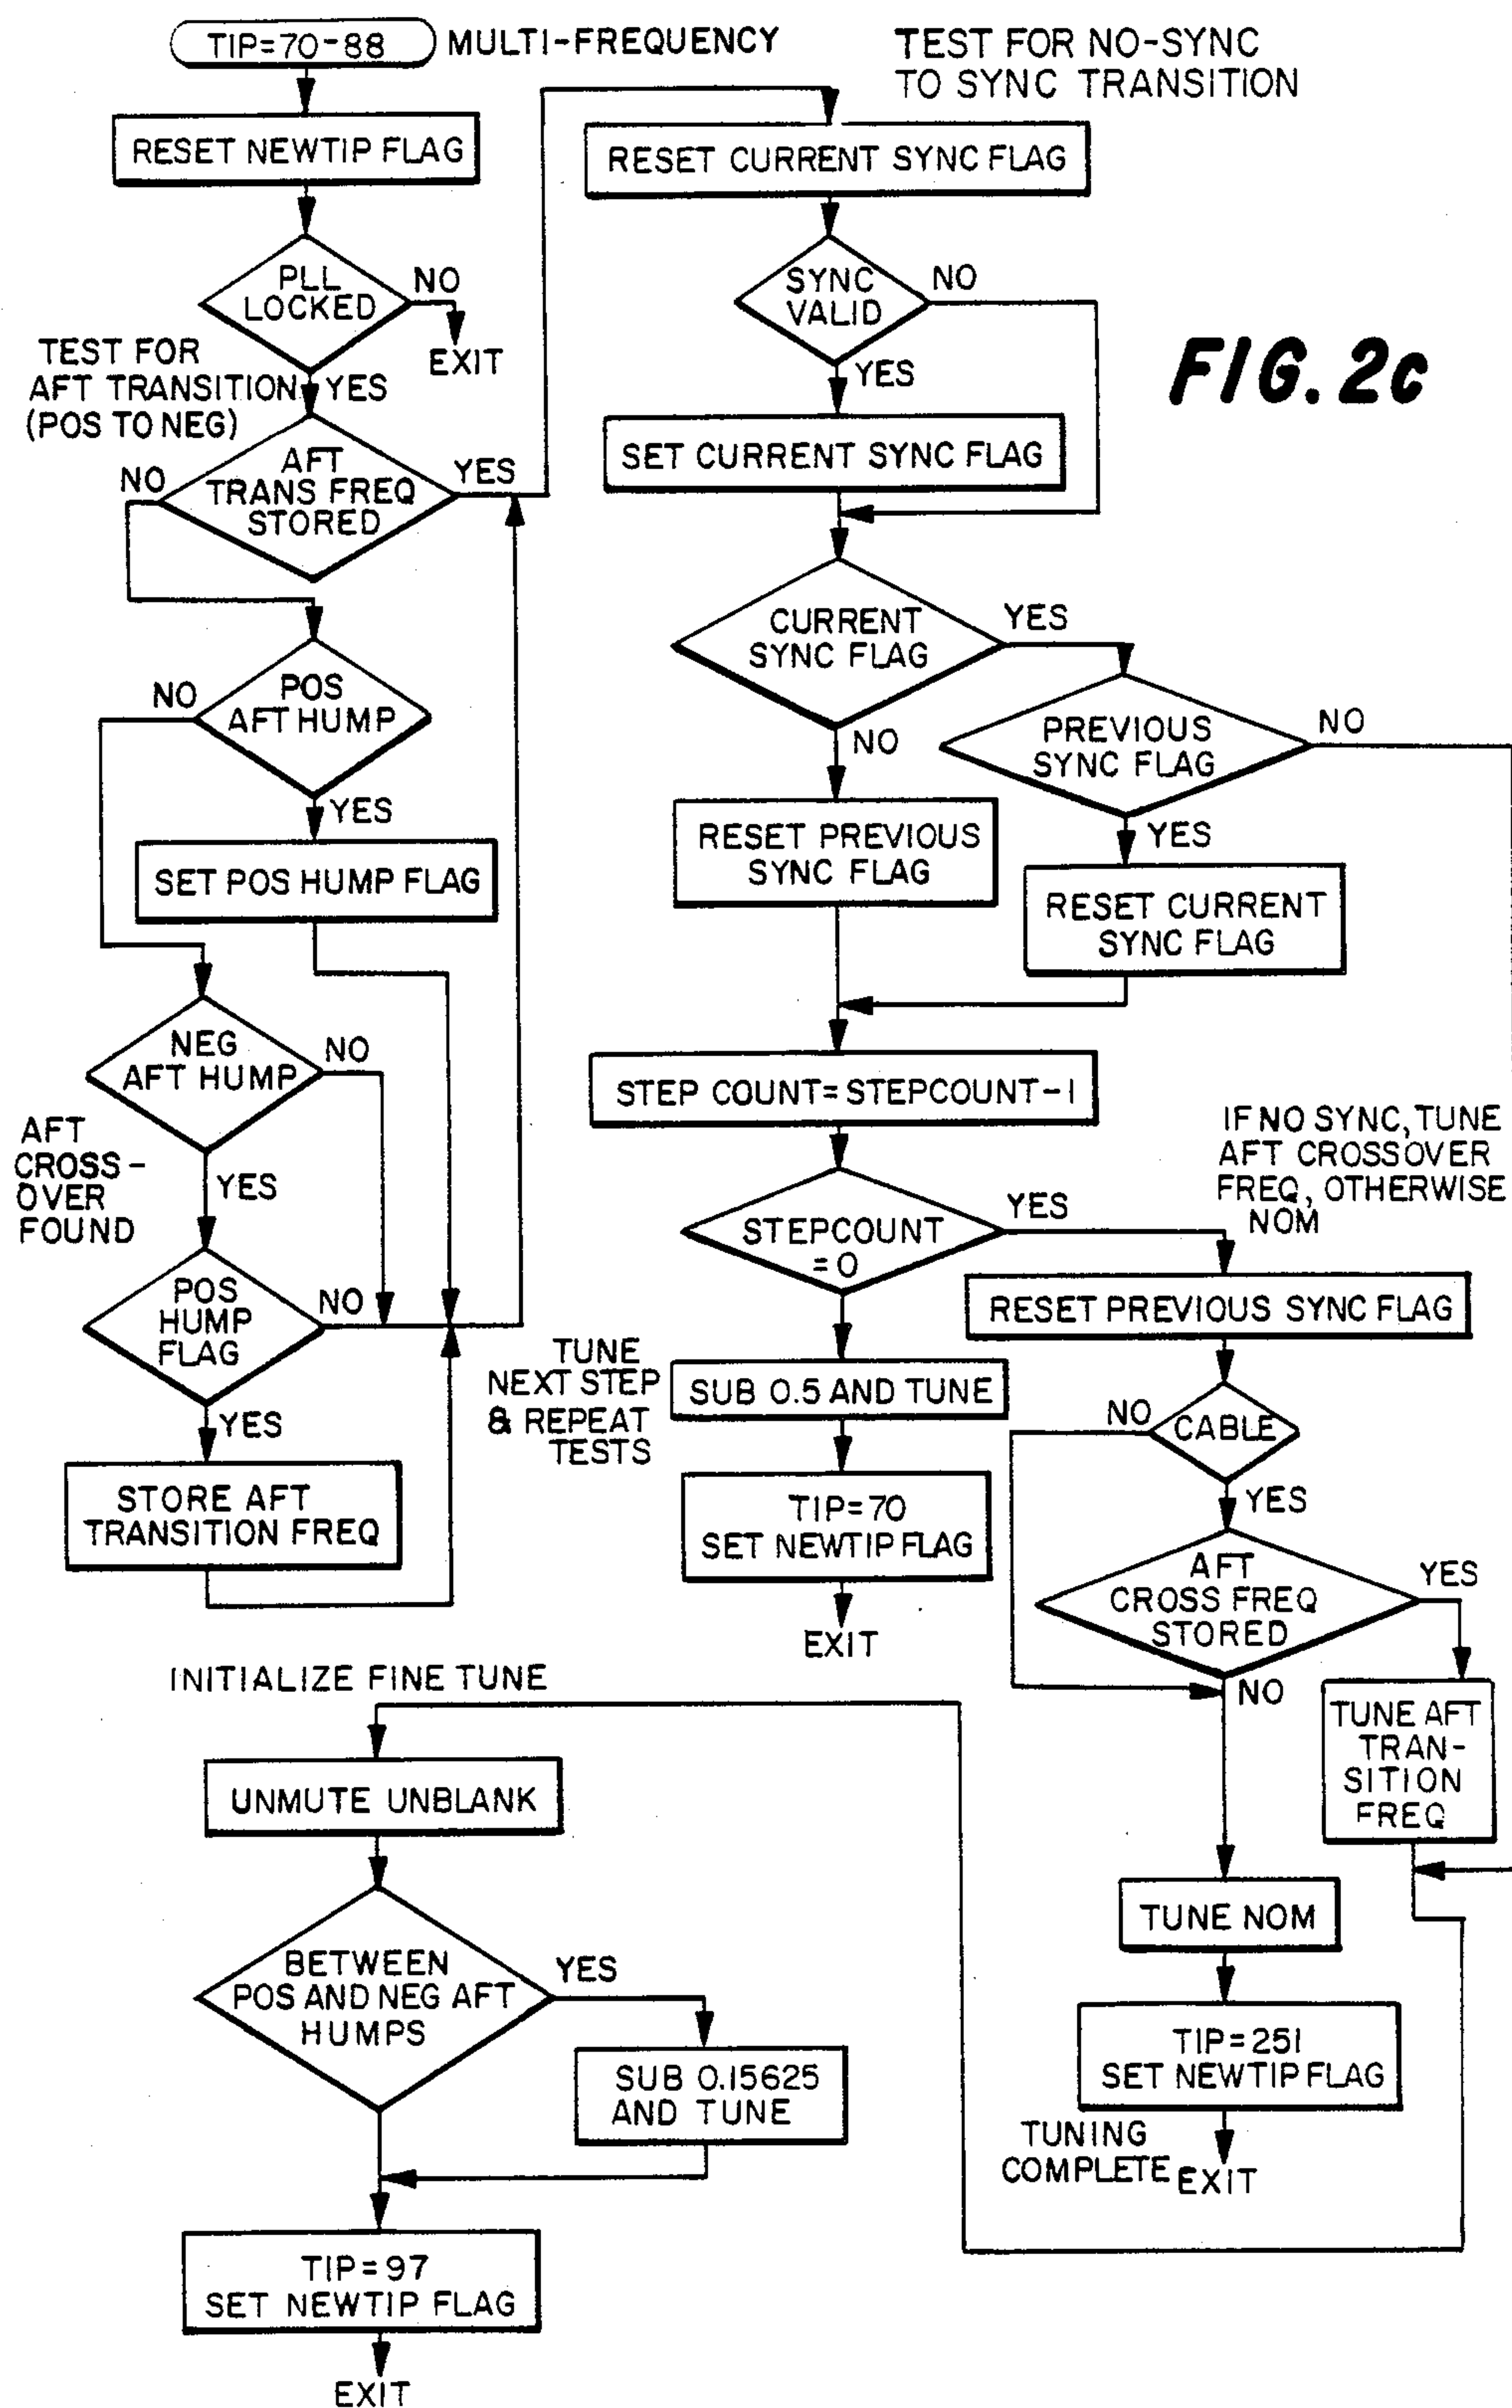 TIP=70-88
MULTI-FREQUENCY
TEST FOR NO-SYNC
TO SYNC TRANSITION
RESET NEWTIP FLAG
RESET CURRENT SYNC FLAG
PLL
LOCKED
NO
EXIT
SYNC
VALID
NO
YES
FIG. 2c
TEST FOR
AFT TRANSITION
(POS TO NEG)
YES
SET CURRENT SYNC FLAG
AFT
TRANS FREQ
STORED
NO
YES
CURRENT
SYNC FLAG
YES
NO
PREVIOUS
SYNC FLAG
NO
YES
POS
AFT HUMP
NO
YES
SET POS HUMP FLAG
RESET PREVIOUS
SYNC FLAG
RESET CURRENT
SYNC FLAG
NEG
AFT HUMP
NO
YES
STEP COUNT=STEPCOUNT-1
AFT
CROSS-
OVER
FOUND
IF NO SYNC, TUNE
AFT CROSSOVER
FREQ, OTHERWISE
NOM
STEPCOUNT
=0
YES
POS
HUMP
FLAG
NO
YES
RESET PREVIOUS SYNC FLAG
TUNE
NEXT STEP
& REPEAT
TESTS
SUB 0.5 AND TUNE
CABLE
NO
YES
STORE AFT
TRANSITION FREQ
TIP=70
SET NEWTIP FLAG
EXIT
AFT
CROSS FREQ
STORED
YES
NO
TUNE AFT
TRAN-
SITION
FREQ
INITIALIZE FINE TUNE
UNMUTE UNBLANK
TUNE NOM
BETWEEN
POS AND NEG AFT
HUMPS
YES
SUB 0.15625
AND TUNE
TIP=251
SET NEWTIP FLAG
TUNING
COMPLETE
EXIT
TIP=97
SET NEWTIP FLAG
EXIT